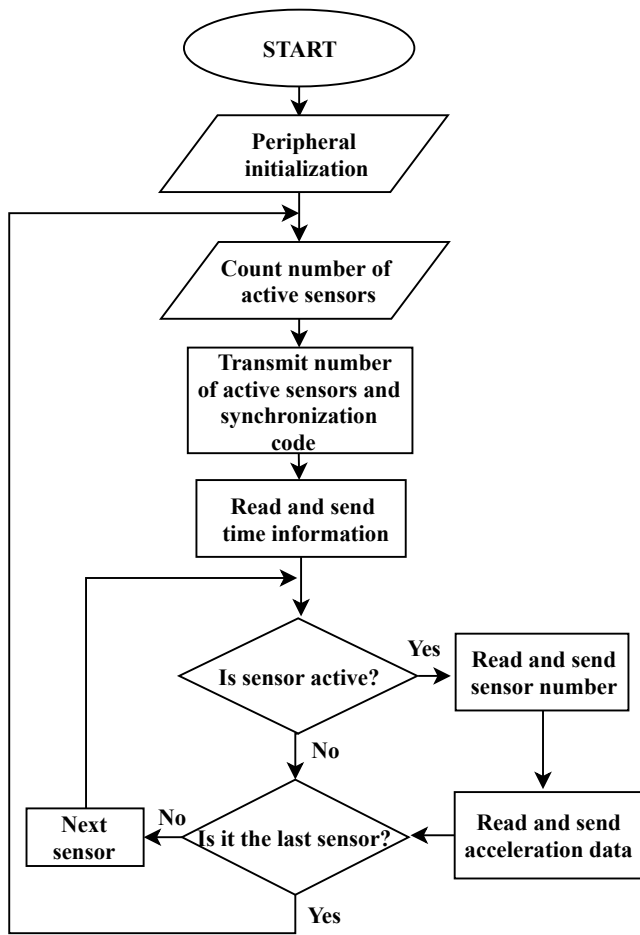 START
Peripheral
initialization
Count number of
active sensors
Transmit number
of active sensors and
synchronization
code
Read and send
time information
Is sensor active?
Yes
Read and send
sensor number
No
Read and send
acceleration data
Is it the last sensor?
No
Next
sensor
Yes